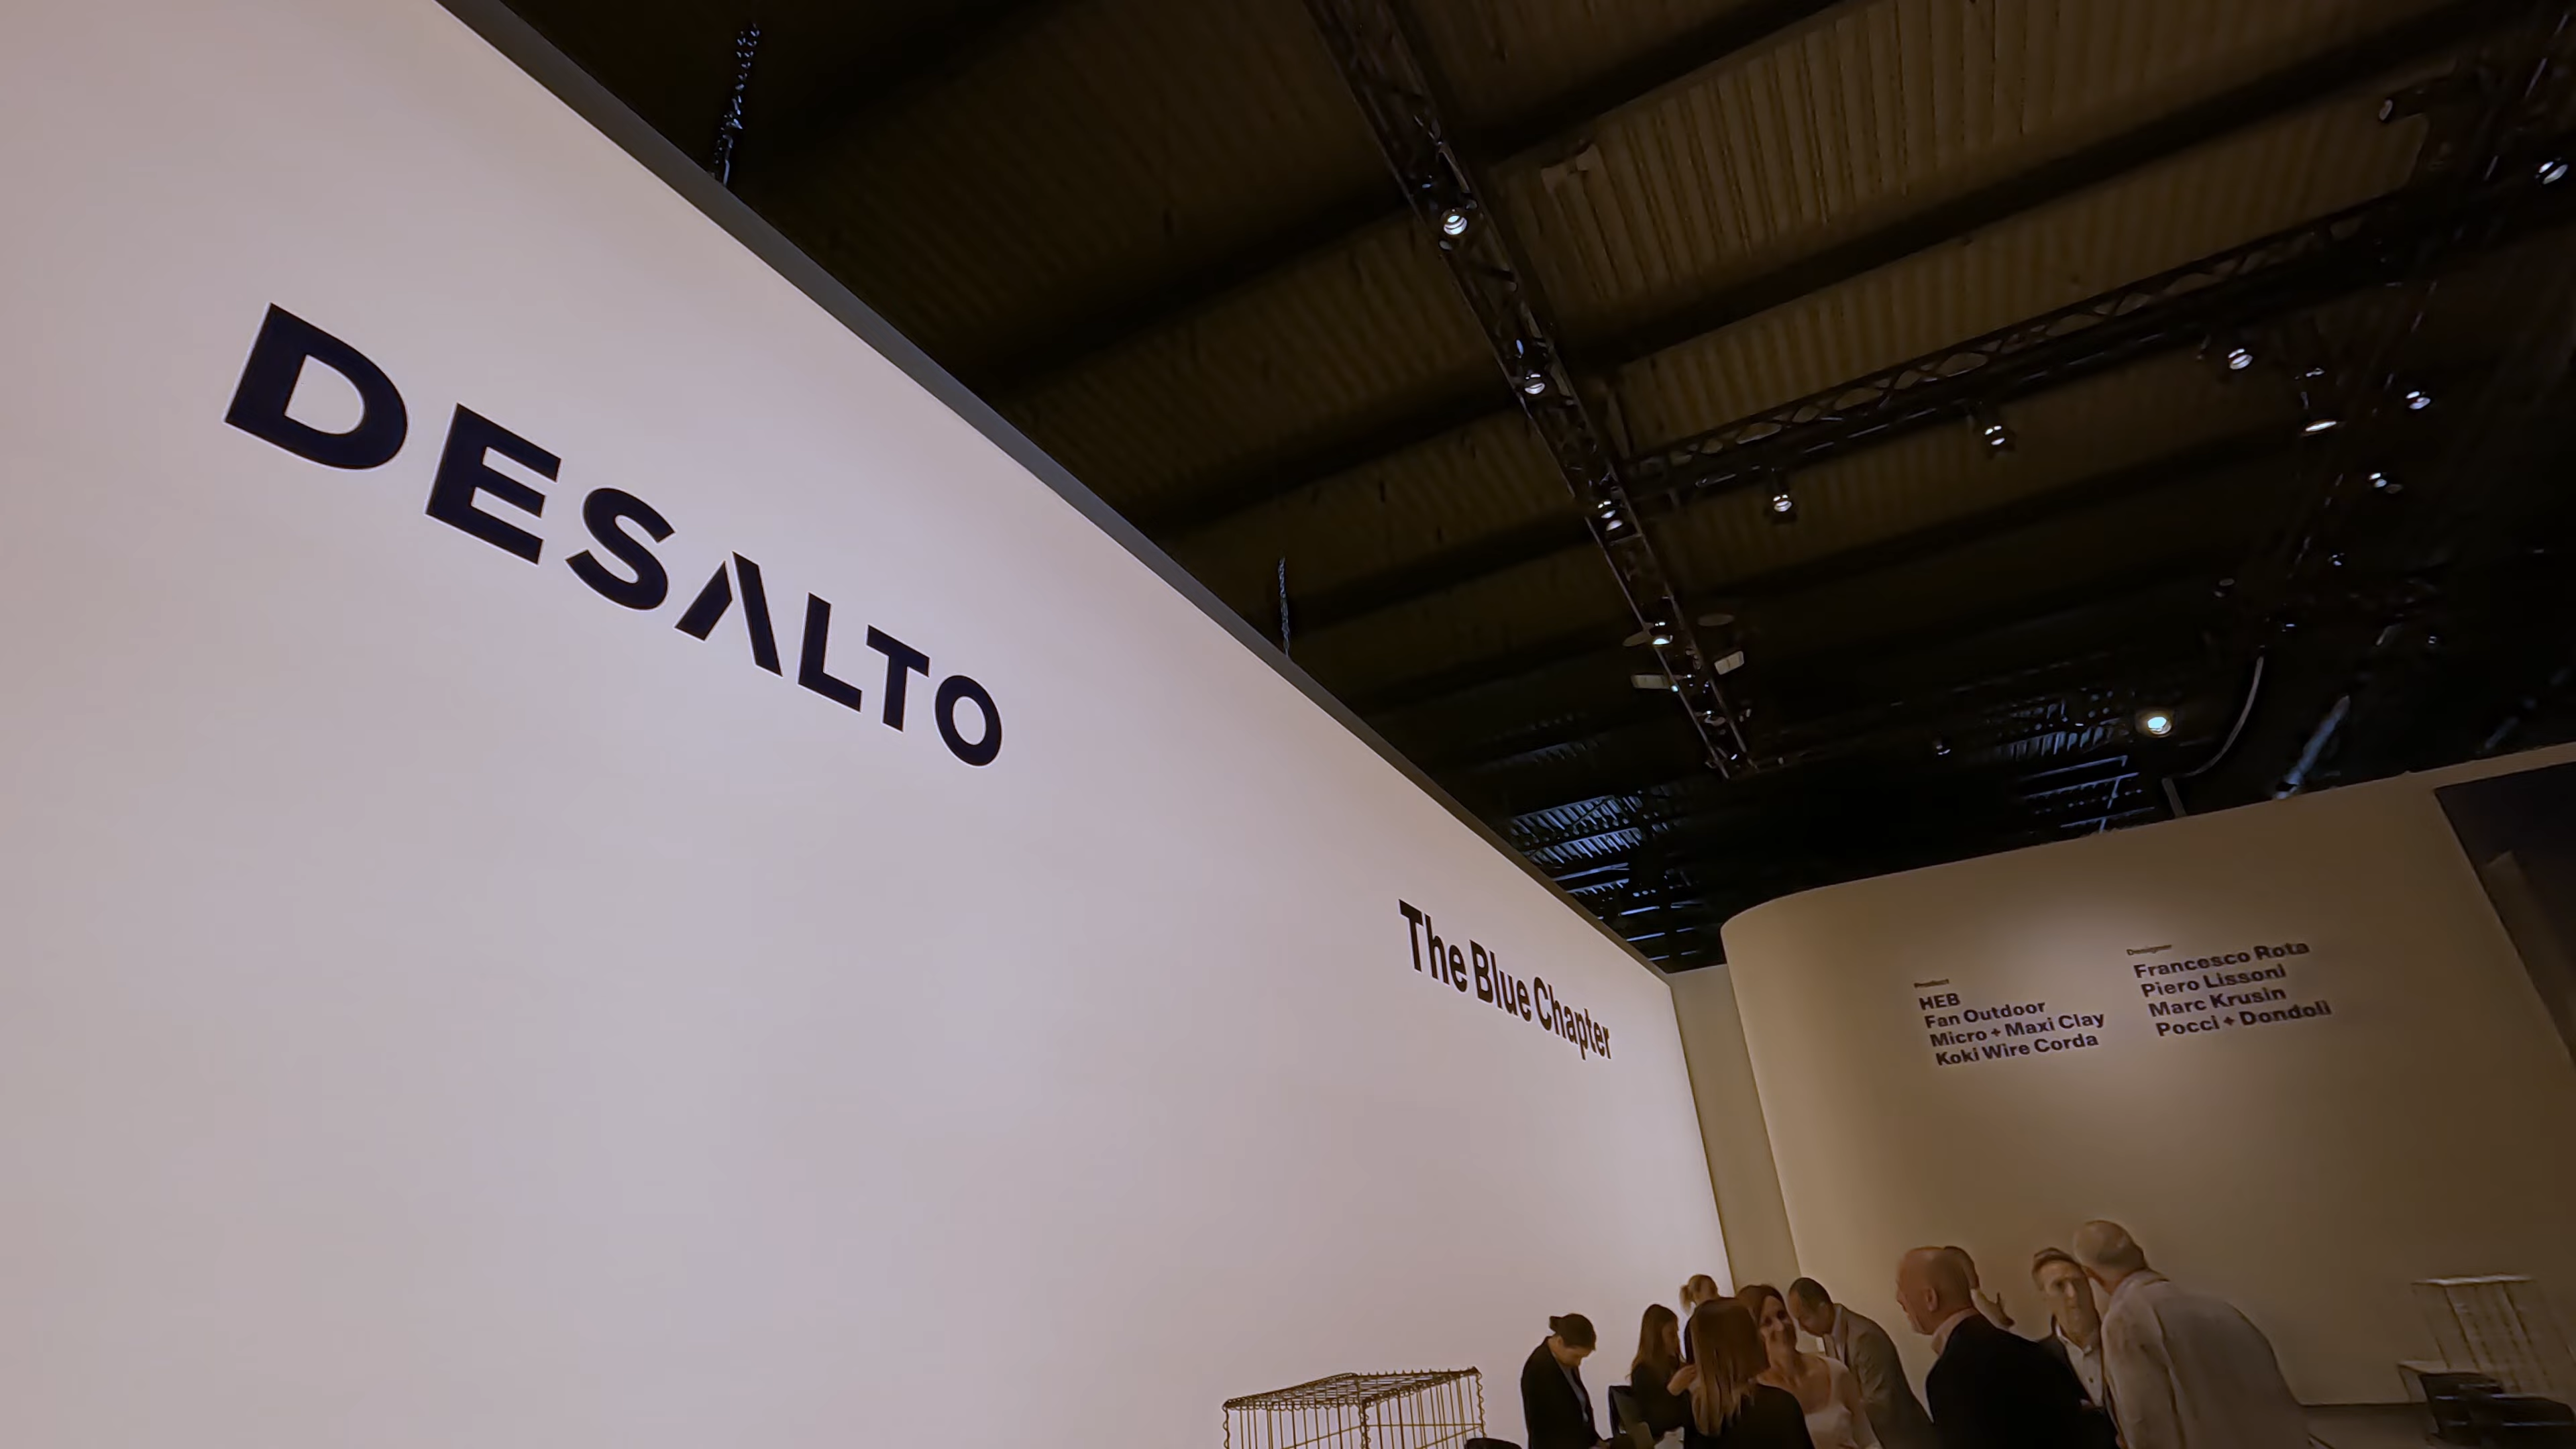 DESALTO
The Blue Chapter
Product
HEB
Fan Outdoor
Micro + Maxi Clay
Koki Wire Corda
Designer
Francesco Rota
Piero Lissoni
Marc Krusin
Pocci + Dondoli